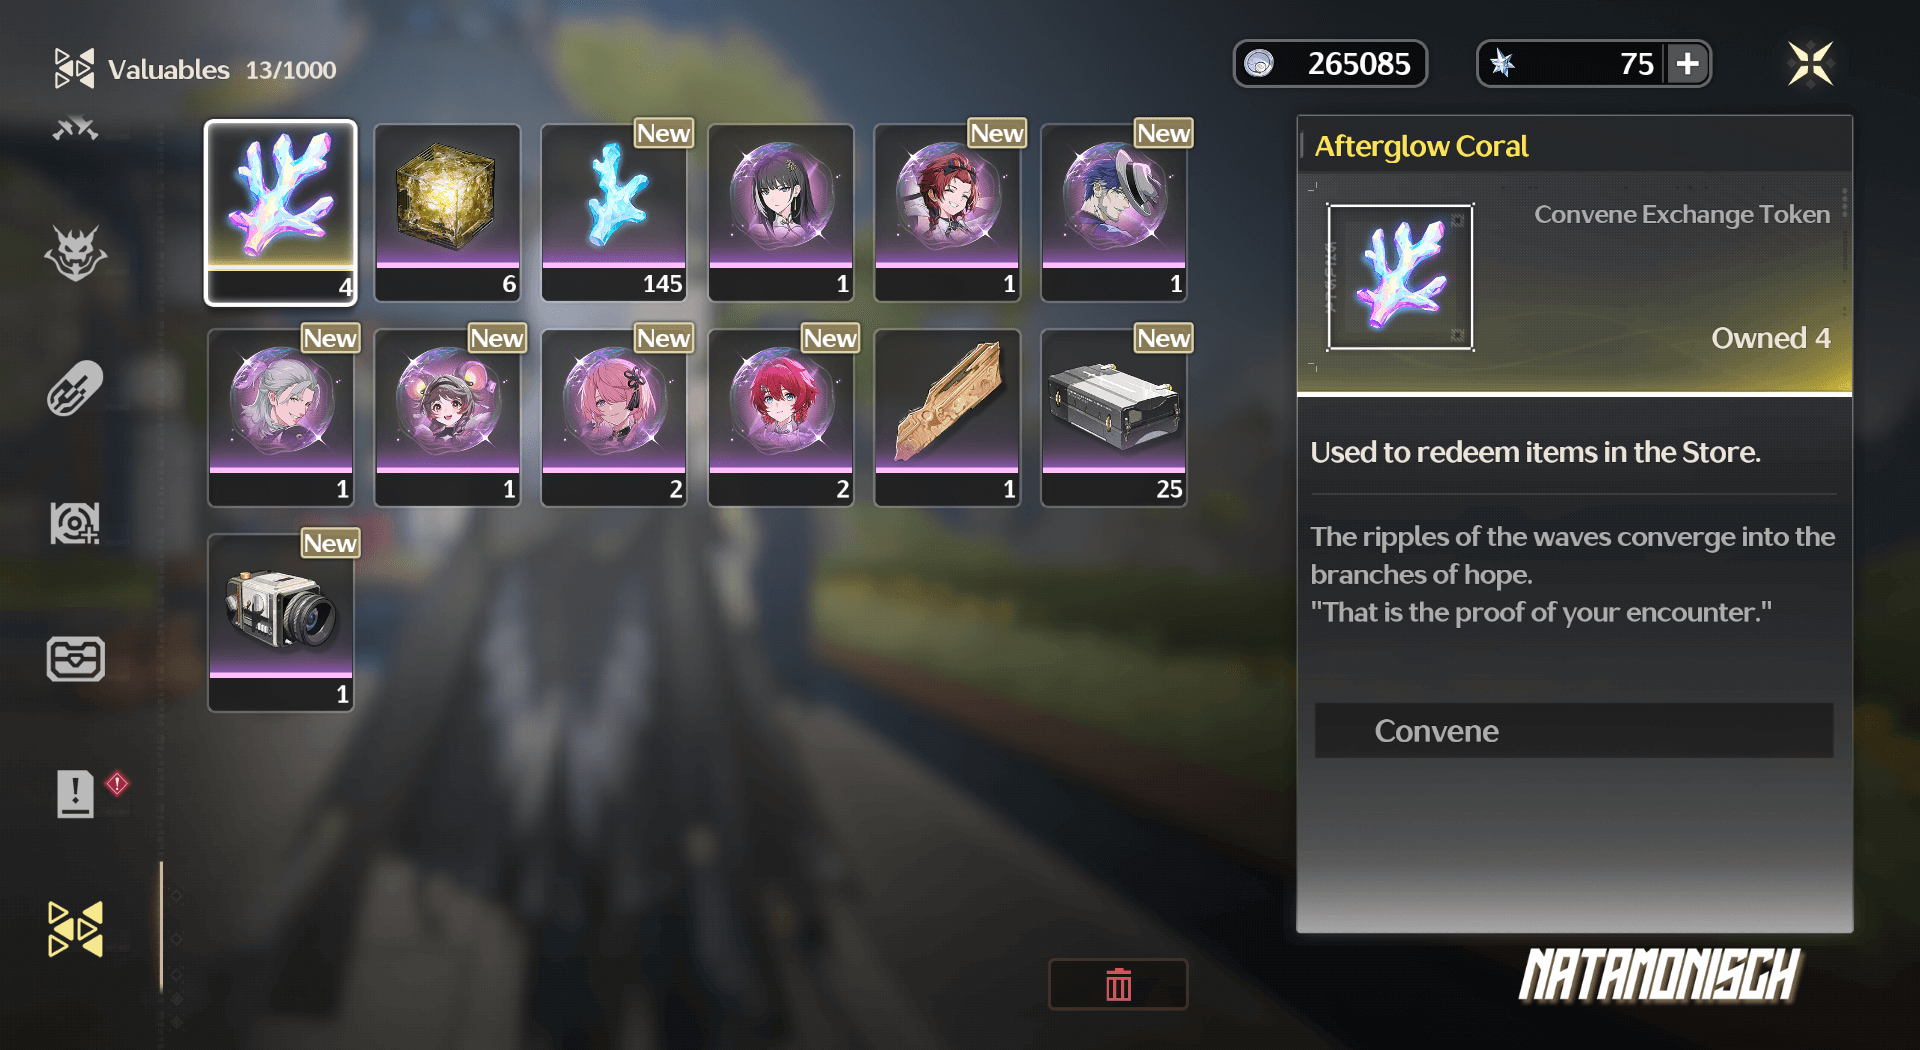 Valuables 13/1000
265085
75
4
6
New
145
1
New
1
New
1
New
1
New
1
New
2
New
2
1
New
25
New
1
Afterglow Coral
Convene Exchange Token
Owned 4
Used to redeem items in the Store.
The ripples of the waves converge into the
branches of hope.
"That is the proof of your encounter."
Convene
NATAMONISCH